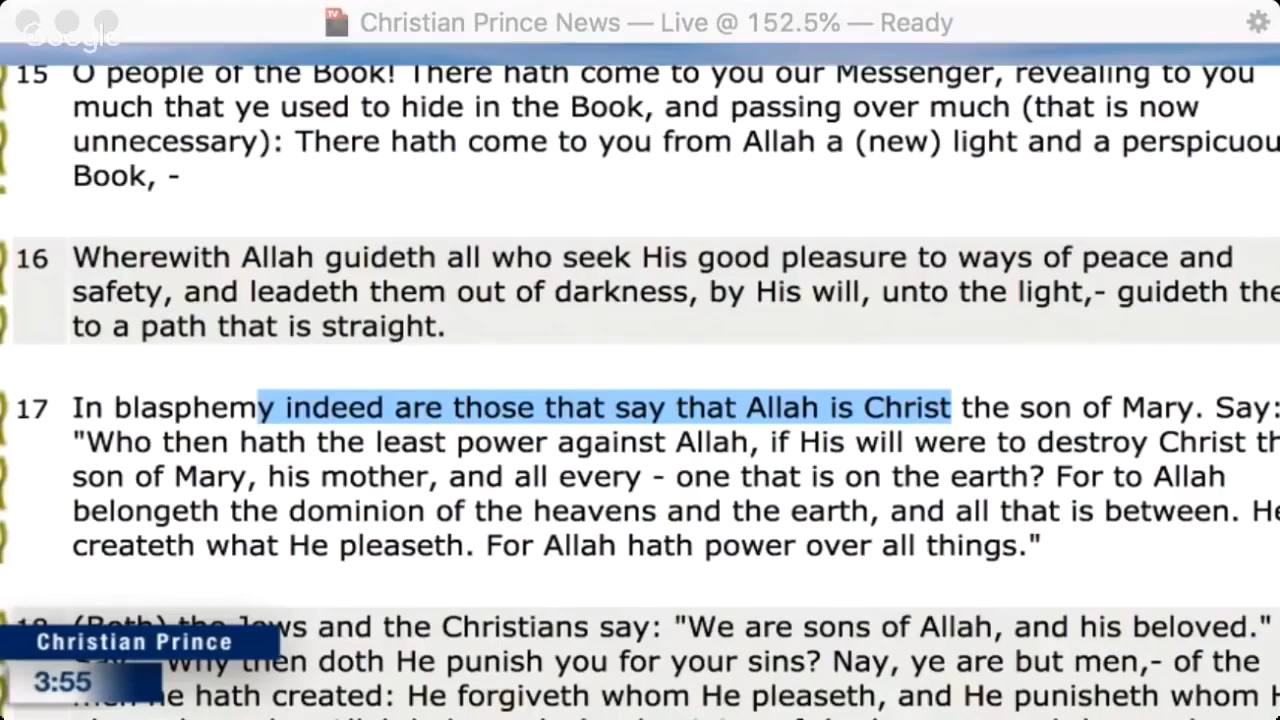 Christian Prince News — Live @ 152.5% — Ready
Google
15 O people of the Book! There hath come to you our Messenger, revealing to you
much that ye used to hide in the Book, and passing over much (that is now
unnecessary): There hath come to you from Allah a (new) light and a perspicuou
Book, -
16 Wherewith Allah guideth all who seek His good pleasure to ways of peace and
safety, and leadeth them out of darkness, by His will, unto the light,- guideth the
to a path that is straight.
17 In blasphemy indeed are those that say that Allah is Christ the son of Mary. Say:
"Who then hath the least power against Allah, if His will were to destroy Christ th
son of Mary, his mother, and all every - one that is on the earth? For to Allah
belongeth the dominion of the heavens and the earth, and all that is between. He
createth what He pleaseth. For Allah hath power over all things."
18 (Both) the Jews and the Christians say: "We are sons of Allah, and his beloved."
Why then doth He punish you for your sins? Nay, ye are but men,- of the
he hath created: He forgiveth whom He pleaseth, and He punisheth whom H
Christian Prince
3:55